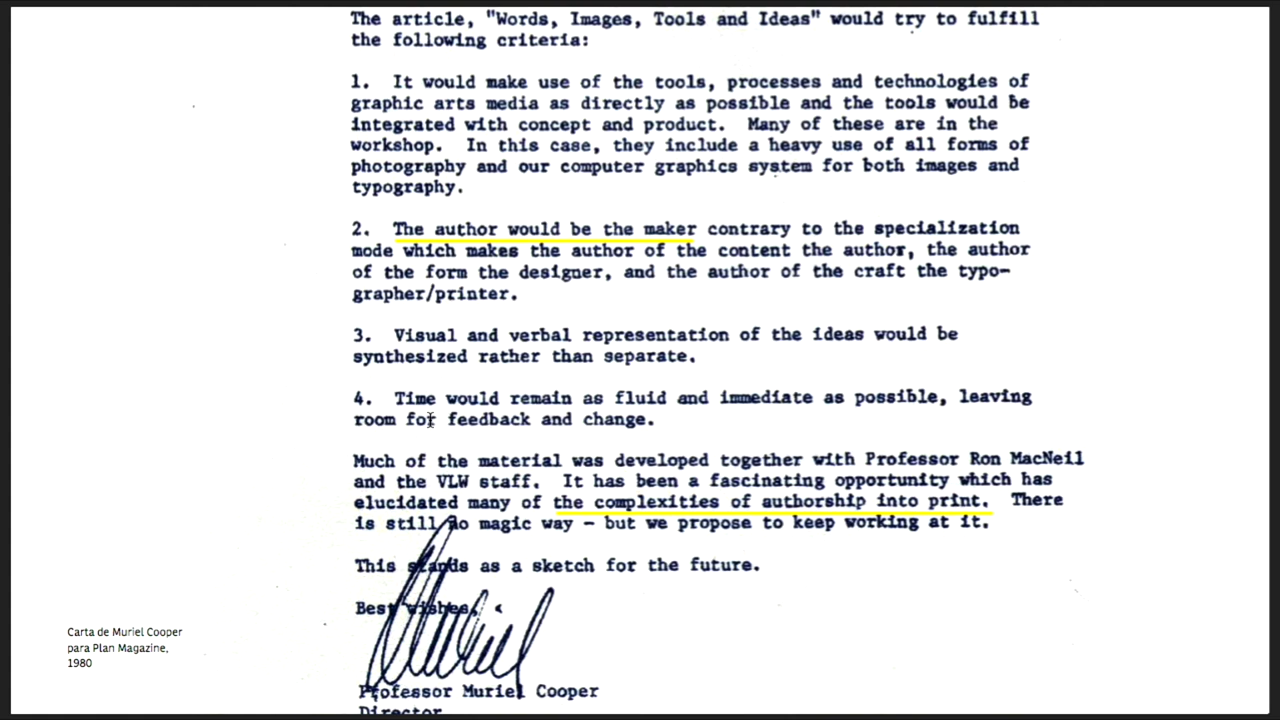 The article, "Words, Images, Tools and Ideas" would try to fulfill
the following criteria:
1. It would make use of the tools, processes and technologies of
graphic arts media as directly as possible and the tools would be
integrated with concept and product. Many of these are in the
workshop. In this case, they include a heavy use of all forms of
photography and our computer graphics system for both images and
typography.
2. The author would be the maker contrary to the specialization
mode which makes the author of the content the author, the author
of the form the designer, and the author of the craft the typo-
grapher/printer.
3. Visual and verbal representation of the ideas would be
synthesized rather than separate.
4. Time would remain as fluid and immediate as possible, leaving
room for feedback and change.
Much of the material was developed together with Professor Ron MacNeil
and the VLW staff. It has been a fascinating opportunity which has
elucidated many of the complexities of authorship into print. There
is still no magic way - but we propose to keep working at it.
This stands as a sketch for the future.
Best wishes,
Muriel
Professor Muriel Cooper
Director
Carta de Muriel Cooper
para Plan Magazine,
1980